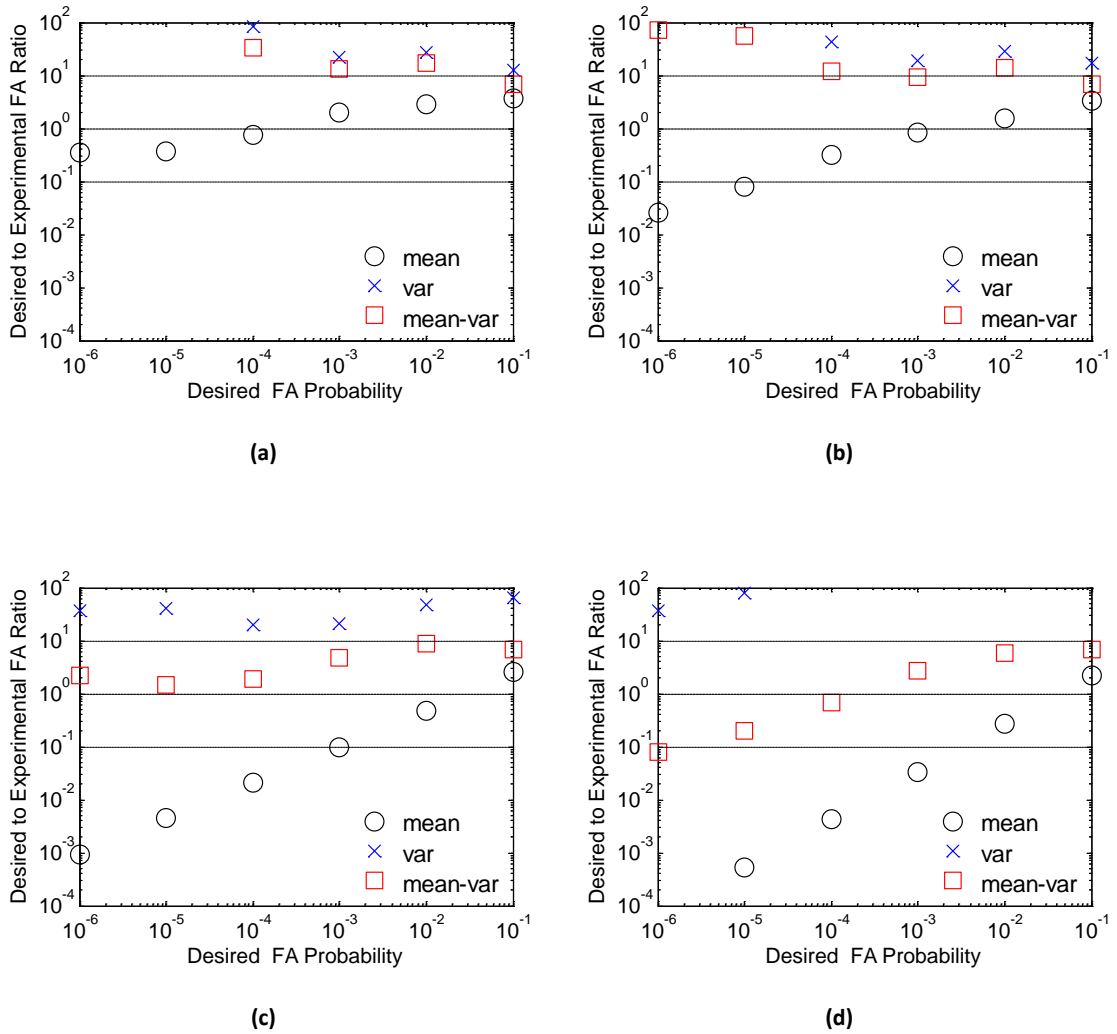 Desired to Experimental FA Ratio
10^2
10^1
10^0
10^-1
10^-2
10^-3
10^-4
mean
var
mean-var
10^-6 10^-5 10^-4 10^-3 10^-2 10^-1
Desired FA Probability
(a)
Desired to Experimental FA Ratio
10^2
10^1
10^0
10^-1
10^-2
10^-3
10^-4
mean
var
mean-var
10^-6 10^-5 10^-4 10^-3 10^-2 10^-1
Desired FA Probability
(b)
Desired to Experimental FA Ratio
10^2
10^1
10^0
10^-1
10^-2
10^-3
10^-4
mean
var
mean-var
10^-6 10^-5 10^-4 10^-3 10^-2 10^-1
Desired FA Probability
(c)
Desired to Experimental FA Ratio
10^2
10^1
10^0
10^-1
10^-2
10^-3
10^-4
mean
var
mean-var
10^-6 10^-5 10^-4 10^-3 10^-2 10^-1
Desired FA Probability
(d)